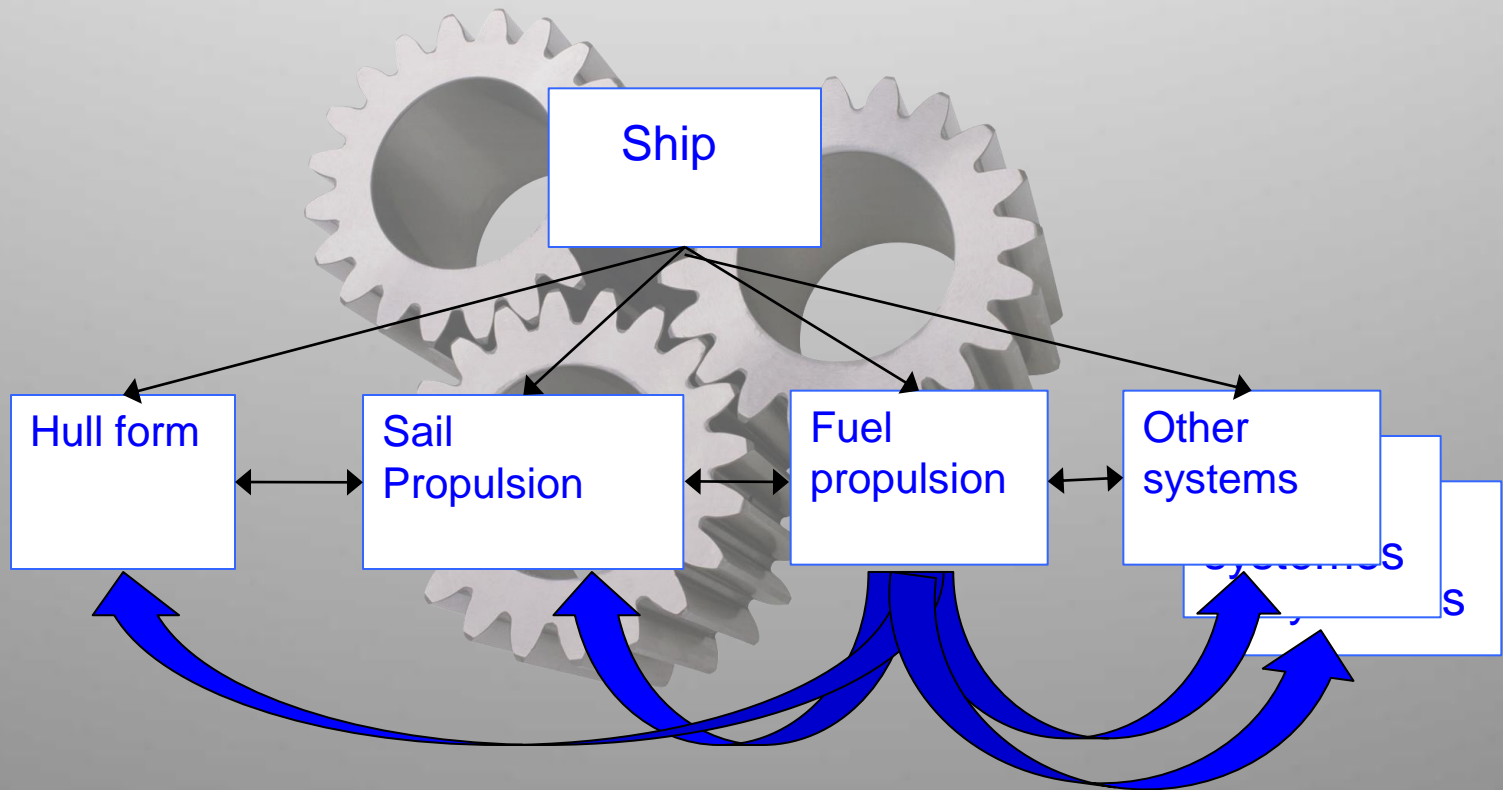 Ship
Hull form
Sail
Propulsion
Fuel
propulsion
Other
systems
s